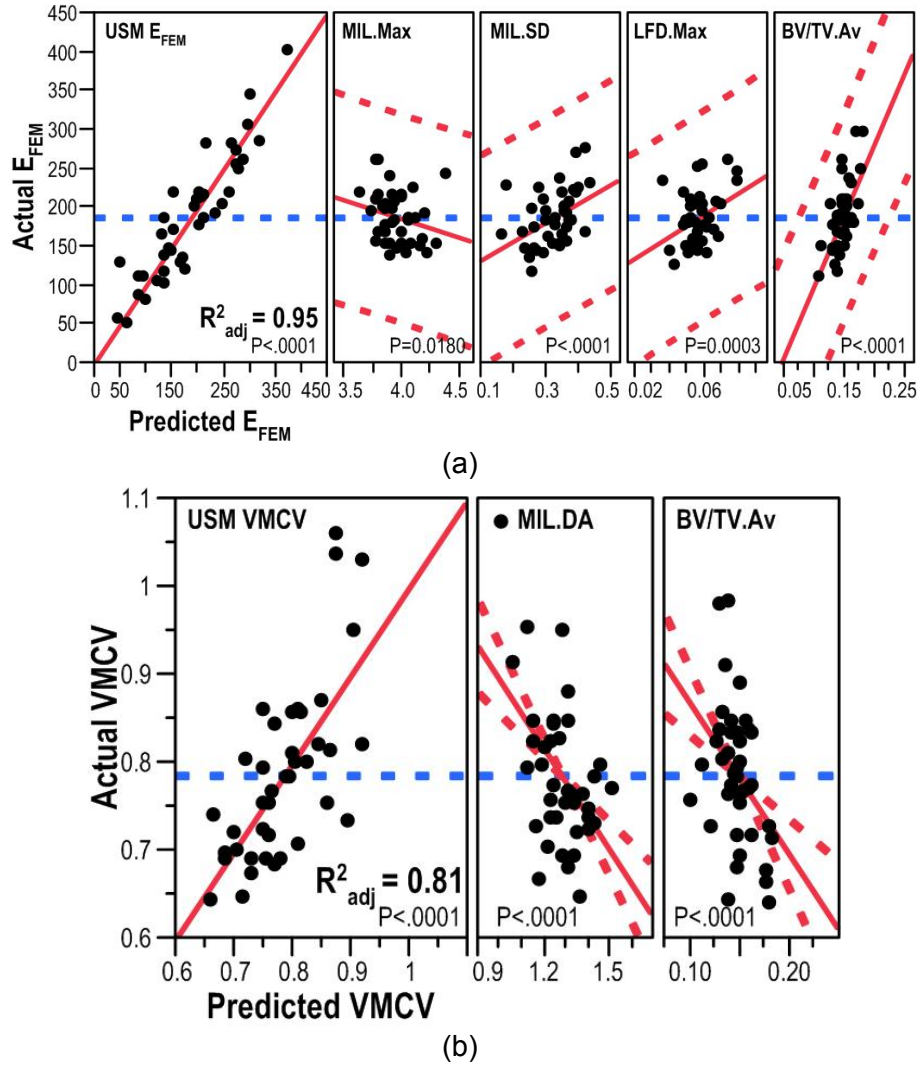 USM E_FEM
MIL.Max
MIL.SD
LFD.Max
BV/TV.Av
Actual E_FEM
450
400
350
300
250
200
150
100
50
0
R²adj = 0.95
P<.0001
P=0.0180
P<.0001
P=0.0003
P<.0001
0 50 150 250 350 450
3.5 4.0 4.5
0.1 0.2 0.3 0.4 0.5
0.02 0.06
0.05 0.15 0.25
Predicted E_FEM
(a)
USM VMCV
MIL.DA
BV/TV.Av
Actual VMCV
1.1
1
0.9
0.8
0.7
0.6
R²adj = 0.81
P<.0001
P<.0001
P<.0001
0.6 0.7 0.8 0.9 1
0.9 1.2 1.5
0.10 0.20
Predicted VMCV
(b)